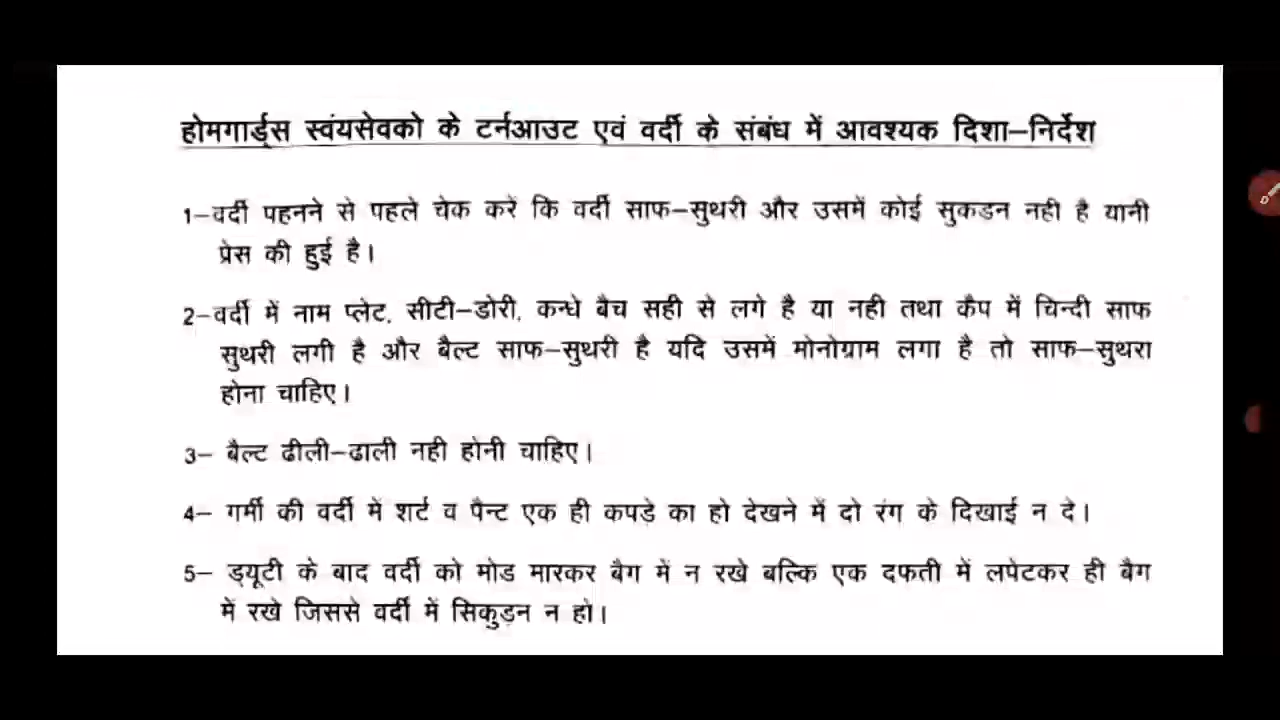 होमगार्ड्स स्वंयसेवको के टर्नआउट एवं वर्दी के संबंध में आवश्यक दिशा–निर्देश
1–वर्दी पहनने से पहले चेक करें कि वर्दी साफ–सुथरी और उसमें कोई सुकडन नही है यानी
प्रेस की हुई है।
2–वर्दी में नाम प्लेट, सीटी–डोरी, कन्धे बैच सही से लगे है या नही तथा कैप में चिन्दी साफ
सुथरी लगी है और बैल्ट साफ–सुथरी है यदि उसमें मोनोग्राम लगा है तो साफ–सुथरा
होना चाहिए।
3– बैल्ट ढीली–ढाली नही होनी चाहिए।
4– गर्मी की वर्दी में शर्ट व पैन्ट एक ही कपडे का हो देखने में दो रंग के दिखाई न दे।
5– ड्यूटी के बाद वर्दी को मोड मारकर बैग में न रखे बल्कि एक दफती में लपेटकर ही बैग
में रखे जिससे वर्दी में सिकुड़न न हो।